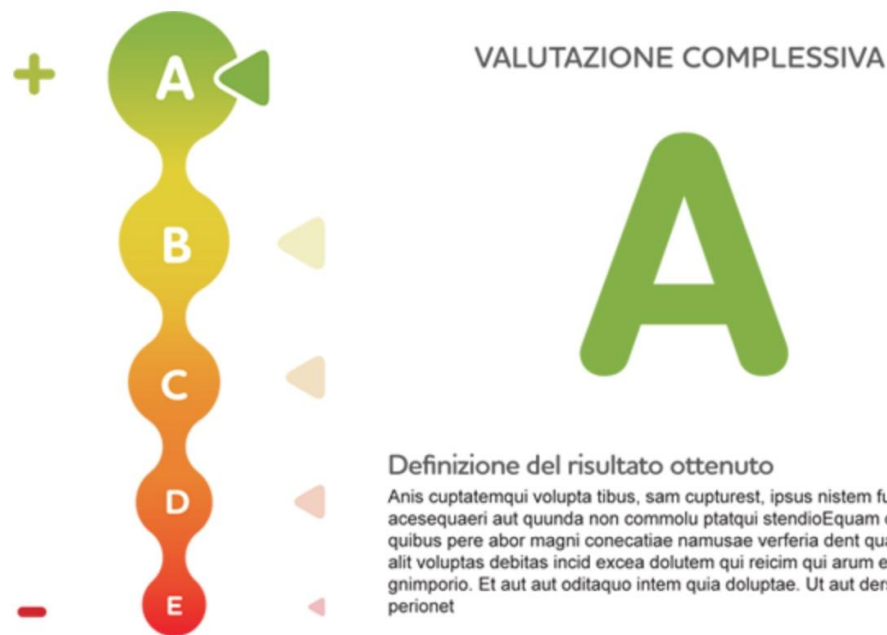 +
A
B
C
D
E
-
VALUTAZIONE COMPLESSIVA
A
Definizione del risultato ottenuto
Anis cuptatemqui volupta tibus, sam cupturest, ipsus nistem
acesequaeri aut quunda non commolu ptatqui stendioEquam
quibus pere abor magni conecatiae namusae verferia dent
alit voluptas debitas incid excea dolutem qui reicim qui arum
gnimporio. Et aut aut oditaquo intem quia doluptae. Ut aut
perionet